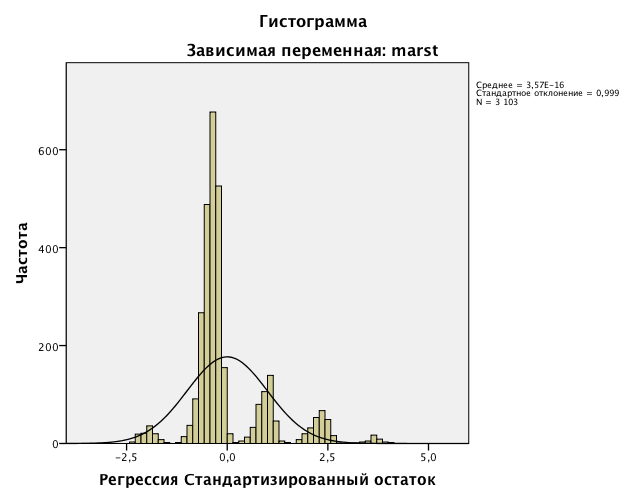 Гистограмма
Зависимая переменная: marst
Среднее = 3,57E-16
Стандартное отклонение = 0,999
N = 3 103
Частота
600
400
200
0
-2,5
0,0
2,5
5,0
Регрессия Стандартизированный остаток